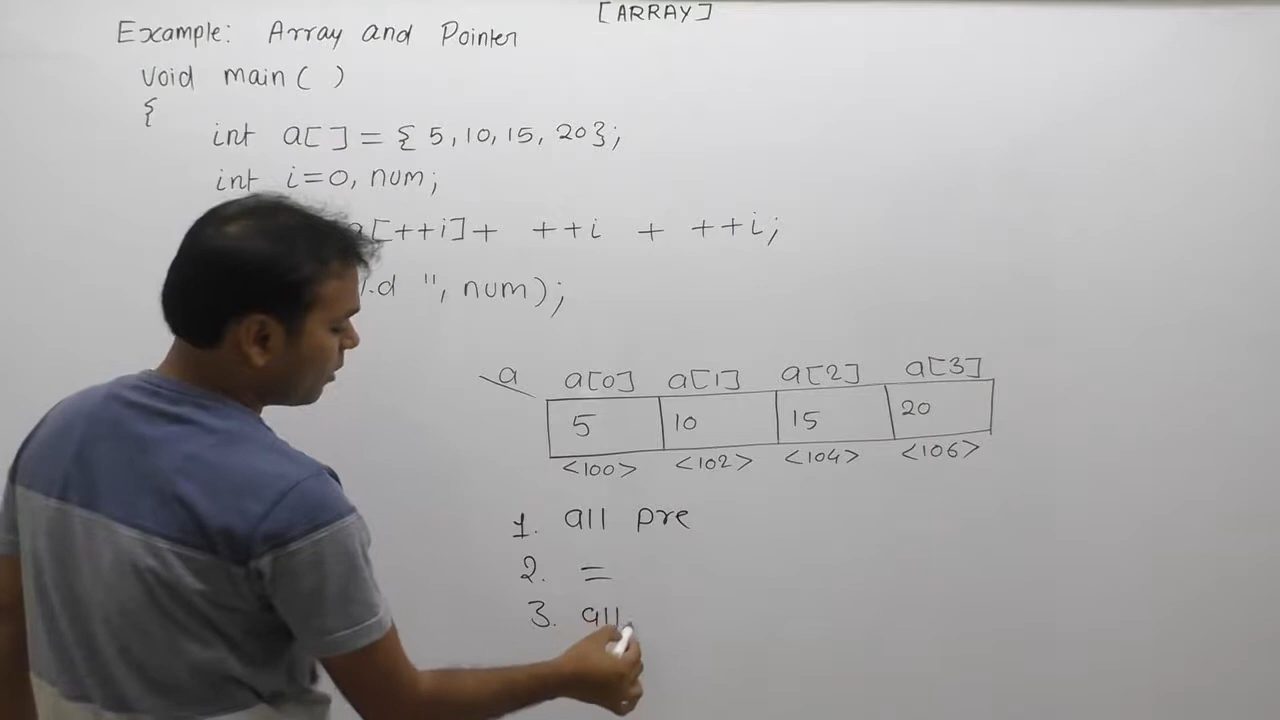 [ARRAY]
Example: Array and Pointer
void main( )
{
int a[ ] = { 5, 10, 15, 20};
int i=0, num;
a[++i]+ ++i + ++i;
d ", num);
a a[0] a[1] a[2] a[3]
5 10 15 20
<100> <102> <104> <106>
1. all pre
2. =
3. all